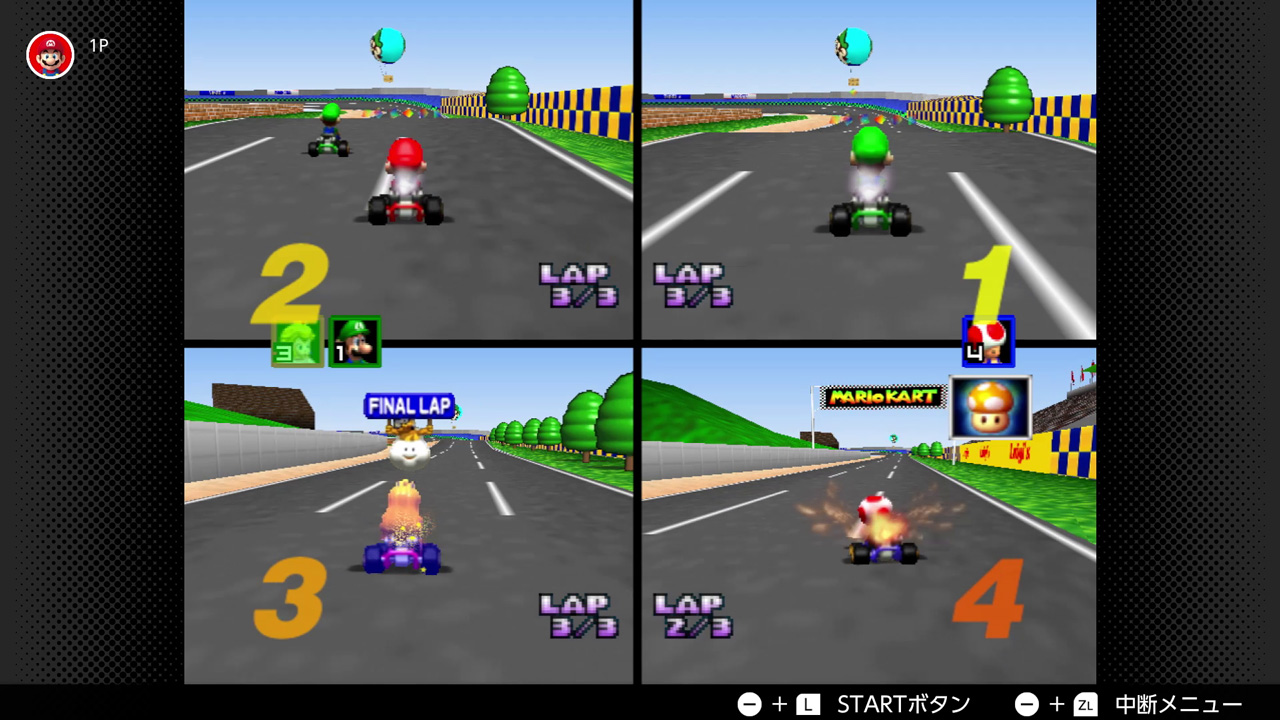 1P
2
LAP
3/3
LAP
3/3
1
3
1
4
FINAL LAP
MARIO KART
Luigi's
3
LAP
3/3
LAP
2/3
4
− + L STARTボタン
− + ZL 中断メニュー